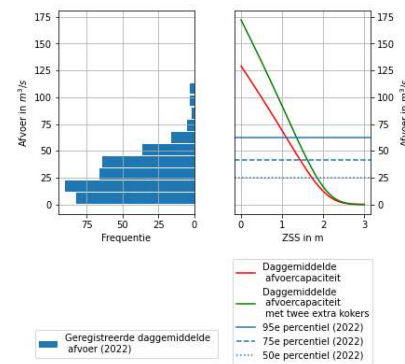 175
150
125
100
75
50
25
0
Afvoer in m³/s
75 50 25 0
Frequentie
175
150
125
100
75
50
25
0
Afvoer in m³/s
0 1 2 3
ZSS in m
Geregistreerde daggemiddelde
afvoer (2022)
Daggemiddelde
afvoercapaciteit
Daggemiddelde
afvoercapaciteit
met twee extra kokers
95e percentiel (2022)
75e percentiel (2022)
50e percentiel (2022)